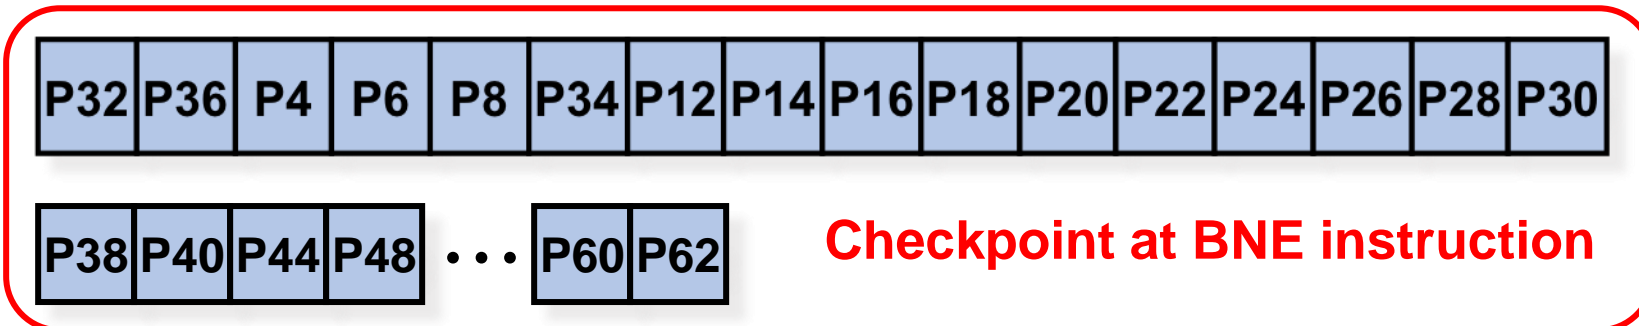 P32 P36 P4 P6 P8 P34 P12 P14 P16 P18 P20 P22 P24 P26 P28 P30
P38 P40 P44 P48 ... P60 P62 Checkpoint at BNE instruction